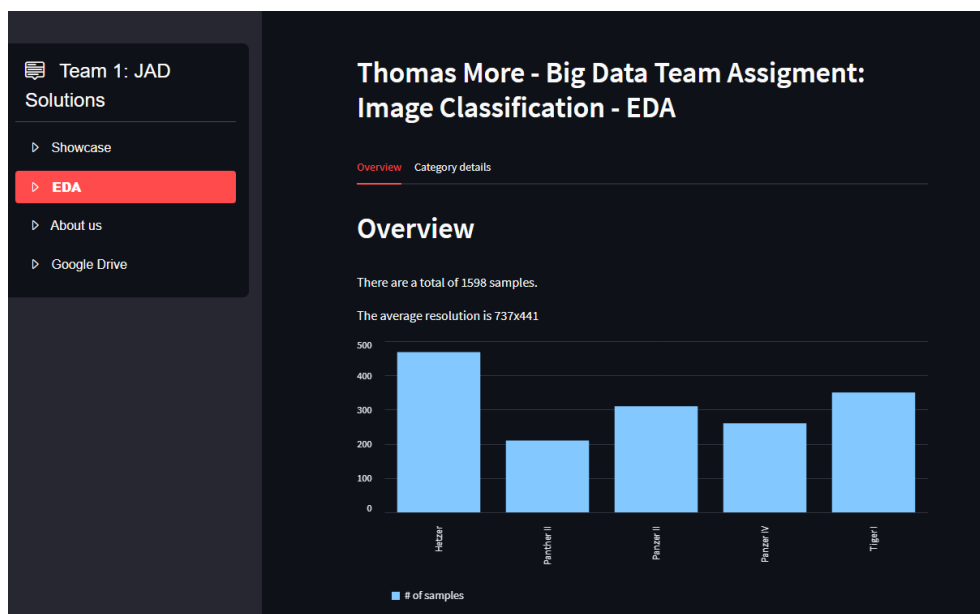 Team 1: JAD
Solutions
Showcase
EDA
About us
Google Drive
Thomas More - Big Data Team Assigment:
Image Classification - EDA
Overview Category details
Overview
There are a total of 1598 samples.
The average resolution is 737x441
500
400
300
200
100
0
Hetzer
Panther II
Panzer II
Panzer IV
Tiger I
# of samples